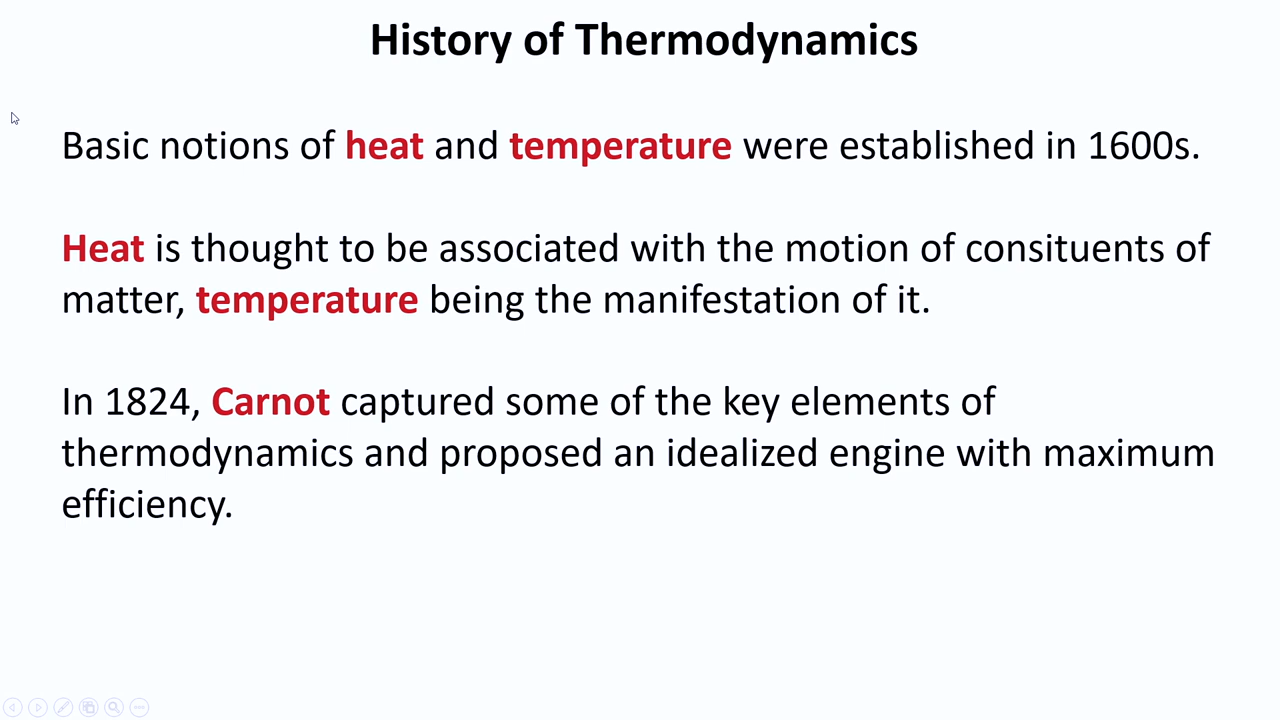 History of Thermodynamics
Basic notions of heat and temperature were established in 1600s.
Heat is thought to be associated with the motion of consituents of
matter, temperature being the manifestation of it.
In 1824, Carnot captured some of the key elements of
thermodynamics and proposed an idealized engine with maximum
efficiency.